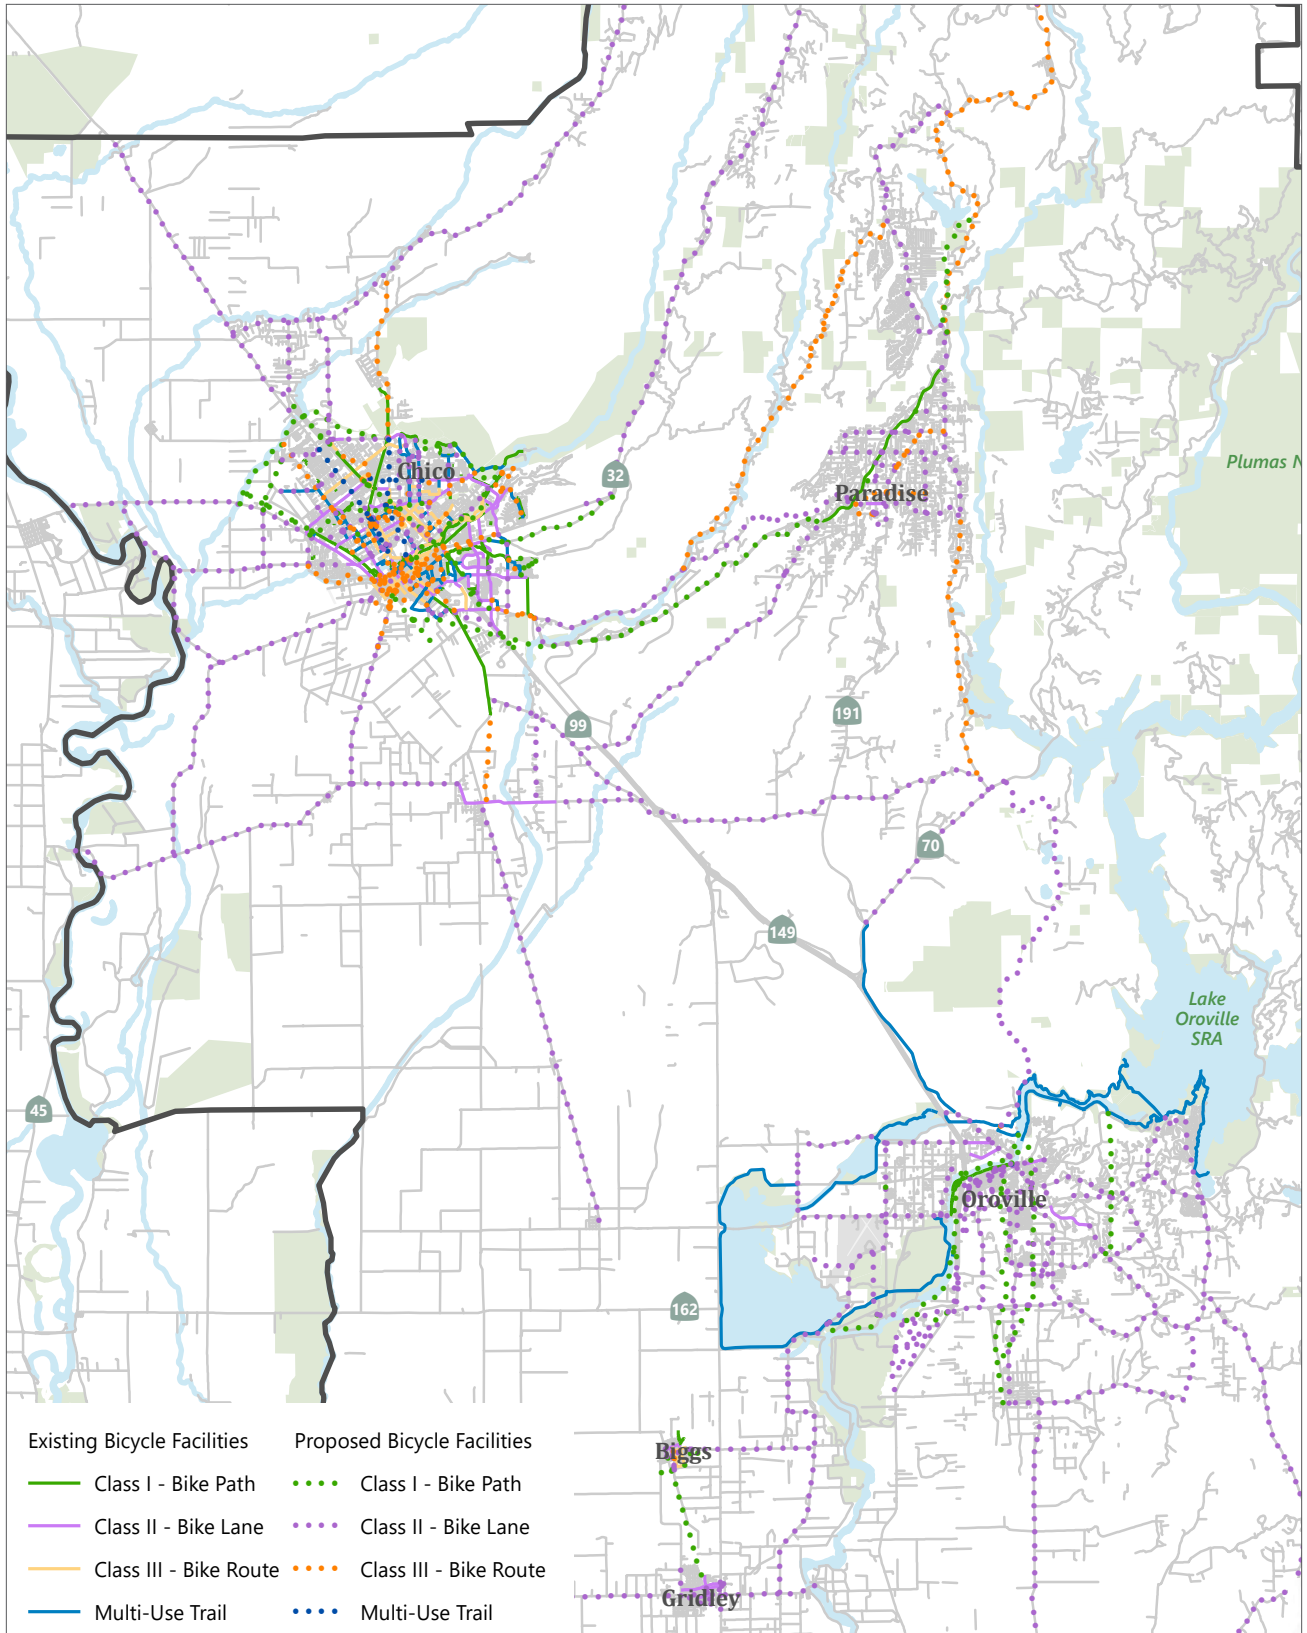 Chico
32
Plumas N
Paradise
191
99
70
149
Lake
Oroville
SRA
45
Oroville
162
Biggs
Gridley
Existing Bicycle Facilities
Class I - Bike Path
Class II - Bike Lane
Class III - Bike Route
Multi-Use Trail
Proposed Bicycle Facilities
Class I - Bike Path
Class II - Bike Lane
Class III - Bike Route
Multi-Use Trail